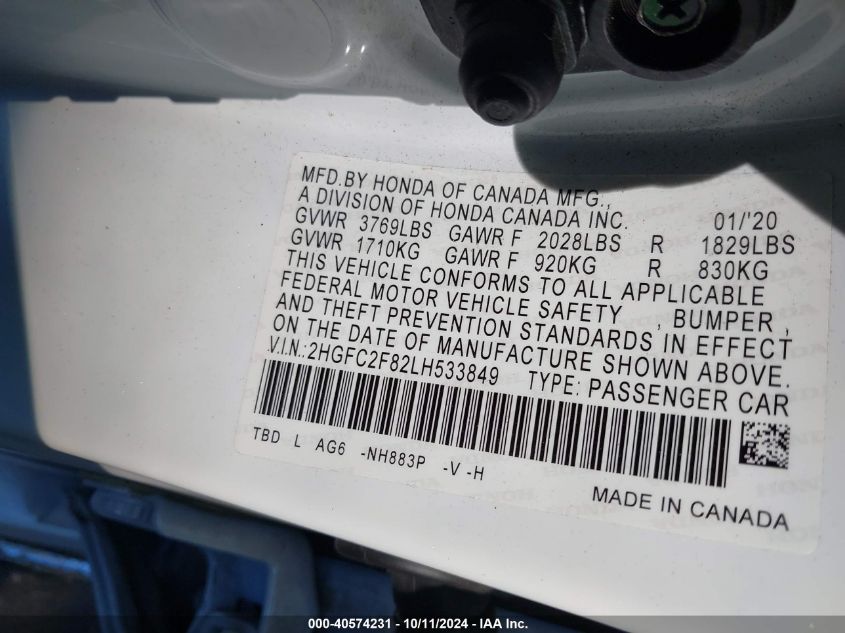 MFD.BY HONDA OF CANADA MFG.,
A DIVISION OF HONDA CANADA INC. 01/'20
GVWR 3769LBS GAWR F 2028LBS R 1829LBS
GVWR 1710KG GAWR F 920KG R 830KG
THIS VEHICLE CONFORMS TO ALL APPLICABLE
FEDERAL MOTOR VEHICLE SAFETY , BUMPER ,
AND THEFT PREVENTION STANDARDS IN EFFECT
ON THE DATE OF MANUFACTURE SHOWN ABOVE.
V.I.N.:2HGFC2F82LH533849 TYPE: PASSENGER CAR
TBD L AG6 -NH883P -V -H
MADE IN CANADA
000-40574231 - 10/11/2024 - IAA Inc.